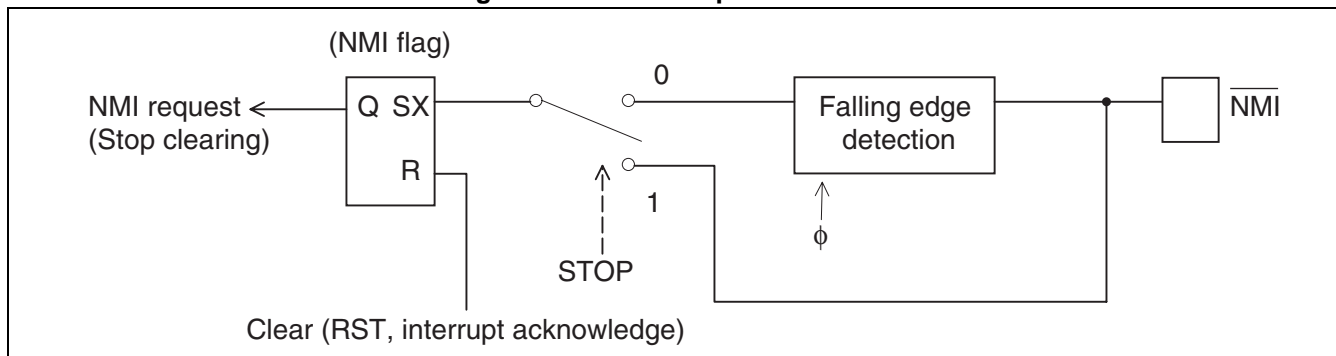 (NMI flag)
NMI request
(Stop clearing)
Q SX
R
0
1
STOP
Falling edge
detection
φ
NMI
Clear (RST, interrupt acknowledge)